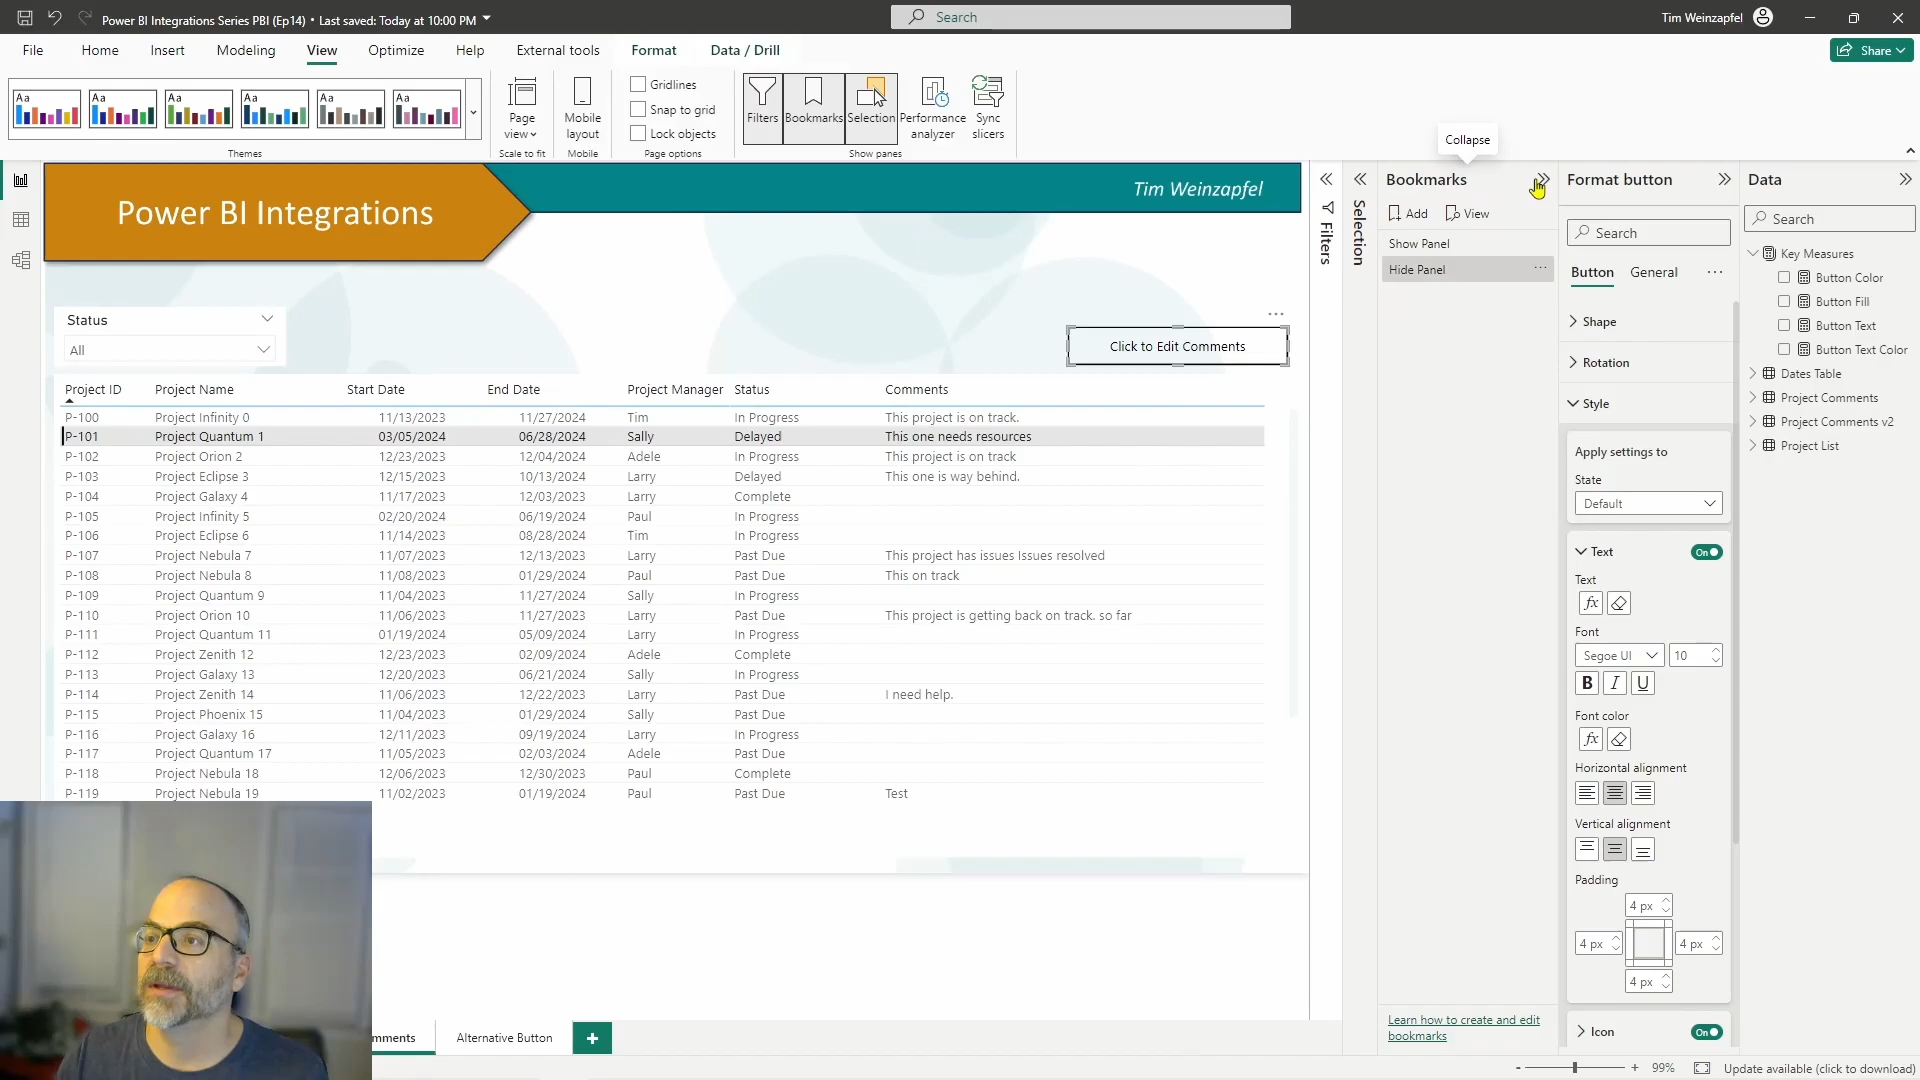 Power BI Integrations Series PBI (Ep14) • Last saved: Today at 10:00 PM
Search
Tim Weinzapfel
File
Home
Insert
Modeling
View
Optimize
Help
External tools
Format
Data / Drill
Share
Aa
Aa
Aa
Aa
Aa
Aa
Page view
Mobile layout
Gridlines
Snap to grid
Lock objects
Filters
Bookmarks
Selection
Performance analyzer
Sync slicers
Themes
Scale to fit
Mobile
Page options
Show panes
Collapse
Power BI Integrations
Tim Weinzapfel
Status
All
Click to Edit Comments
Project ID Project Name Start Date End Date Project Manager Status Comments
P-100 Project Infinity 0 11/13/2023 11/27/2024 Tim In Progress This project is on track.
P-101 Project Quantum 1 03/05/2024 06/28/2024 Sally Delayed This one needs resources
P-102 Project Orion 2 12/23/2023 12/04/2024 Adele In Progress This project is on track
P-103 Project Eclipse 3 12/15/2023 10/13/2024 Larry Delayed This one is way behind.
P-104 Project Galaxy 4 11/17/2023 12/03/2023 Larry Complete
P-105 Project Infinity 5 02/20/2024 06/19/2024 Paul In Progress
P-106 Project Eclipse 6 11/14/2023 08/28/2024 Tim In Progress
P-107 Project Nebula 7 11/07/2023 12/13/2023 Larry Past Due This project has issues Issues resolved
P-108 Project Nebula 8 11/08/2023 01/29/2024 Paul Past Due This on track
P-109 Project Quantum 9 11/04/2023 11/27/2024 Sally In Progress
P-110 Project Orion 10 11/06/2023 11/27/2023 Larry Past Due This project is getting back on track. so far
P-111 Project Quantum 11 01/19/2024 05/09/2024 Larry In Progress
P-112 Project Zenith 12 12/23/2023 02/09/2024 Adele Complete
P-113 Project Galaxy 13 12/20/2023 06/21/2024 Sally In Progress
P-114 Project Zenith 14 11/06/2023 12/22/2023 Larry Past Due I need help.
P-115 Project Phoenix 15 11/04/2023 01/29/2024 Sally Past Due
P-116 Project Galaxy 16 12/11/2023 09/19/2024 Larry In Progress
P-117 Project Quantum 17 11/05/2023 02/03/2024 Adele Past Due
P-118 Project Nebula 18 12/06/2023 12/30/2023 Paul Complete
P-119 Project Nebula 19 11/02/2023 01/19/2024 Paul Past Due Test
mments
Alternative Button
+
Filters
Selection
Bookmarks
Add
View
Show Panel
Hide Panel
Learn how to create and edit
bookmarks
Format button
Search
Button
General
Shape
Rotation
Style
Apply settings to
State
Default
Text
On
Text
fx
Font
Segoe UI
10
B I U
Font color
fx
Horizontal alignment
Vertical alignment
Padding
4 px
4 px
4 px
4 px
Icon
On
Data
Search
Key Measures
Button Color
Button Fill
Button Text
Button Text Color
Dates Table
Project Comments
Project Comments v2
Project List
- + 99%
Update available (click to download)